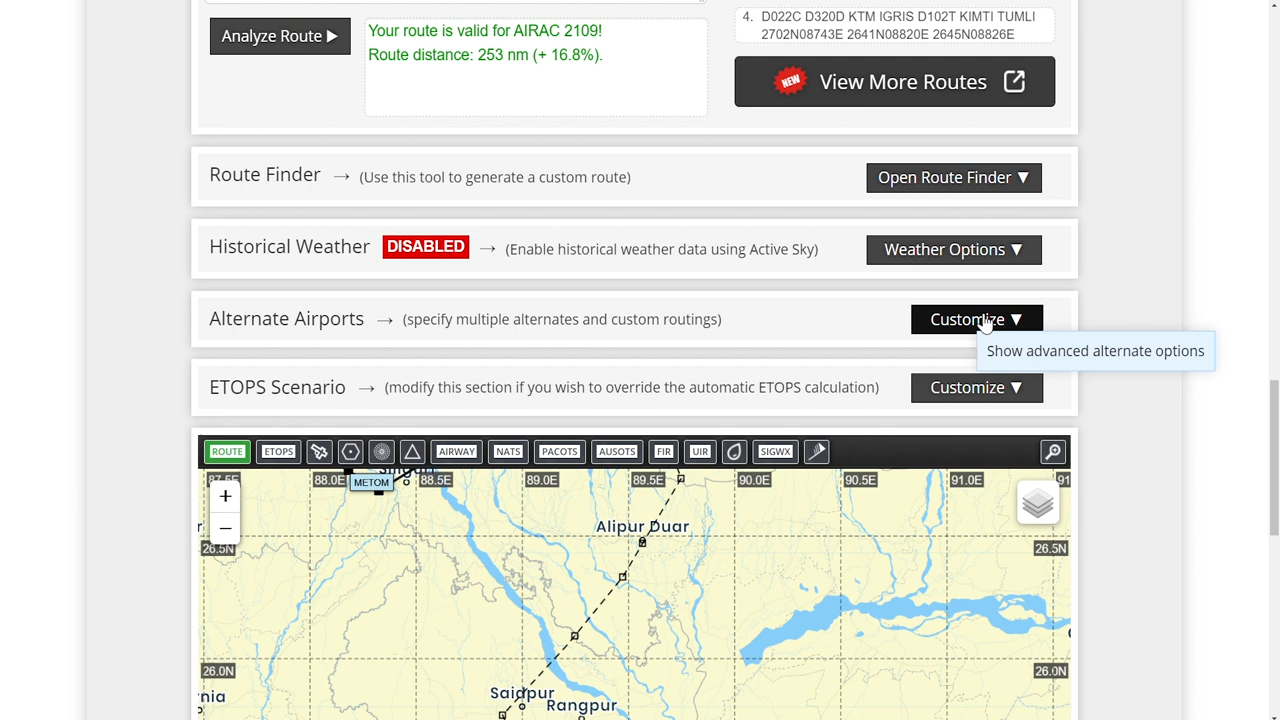 4. D022C D320D KTM IGRIS D102T KIMTI TUMLI
2702N08743E 2641N08820E 2645N08826E
Analyze Route ▶
Your route is valid for AIRAC 2109!
Route distance: 253 nm (+ 16.8%).
NEW View More Routes
Route Finder → (Use this tool to generate a custom route) Open Route Finder ▼
Historical Weather DISABLED → (Enable historical weather data using Active Sky) Weather Options ▼
Alternate Airports → (specify multiple alternates and custom routings) Customize ▼
Show advanced alternate options
ETOPS Scenario → (modify this section if you wish to override the automatic ETOPS calculation) Customize ▼
ROUTE ETOPS AIRWAY NATS PACOTS AUSOTS FIR UIR SIGWX
88.0E 88.5E 89.0E 89.5E 90.0E 90.5E 91.0E 91
METOM
+
−
Alipur Duar
26.5N 26.5N
26.0N 26.0N
nia
Saidpur
Rangpur